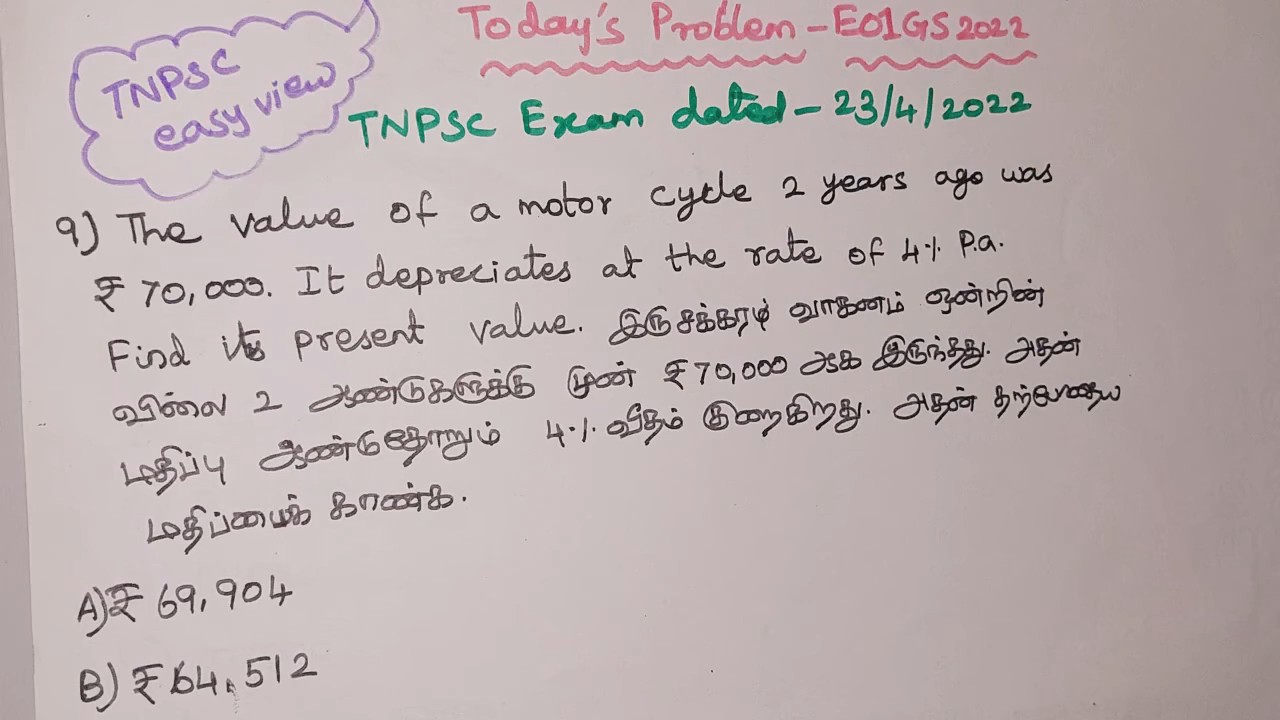 TNPSC
easy view
Today's Problem - E01GS2022
TNPSC Exam dated - 23/4/2022
9) The value of a motor cycle 2 years ago was
₹ 70,000. It depreciates at the rate of 4% P.a.
Find its present value. இருசக்கரம் வாகனம் ஒன்றின்
விலை 2 ஆண்டுகளுக்கு முன் ₹ 70,000 ஆக இருந்தது. அதன்
மதிப்பு ஆண்டுதோறும் 4% வீதம் குறைகிறது. அதன் தற்போதைய
மதிப்பைக் காண்க.
A) ₹ 69,904
B) ₹ 64,512